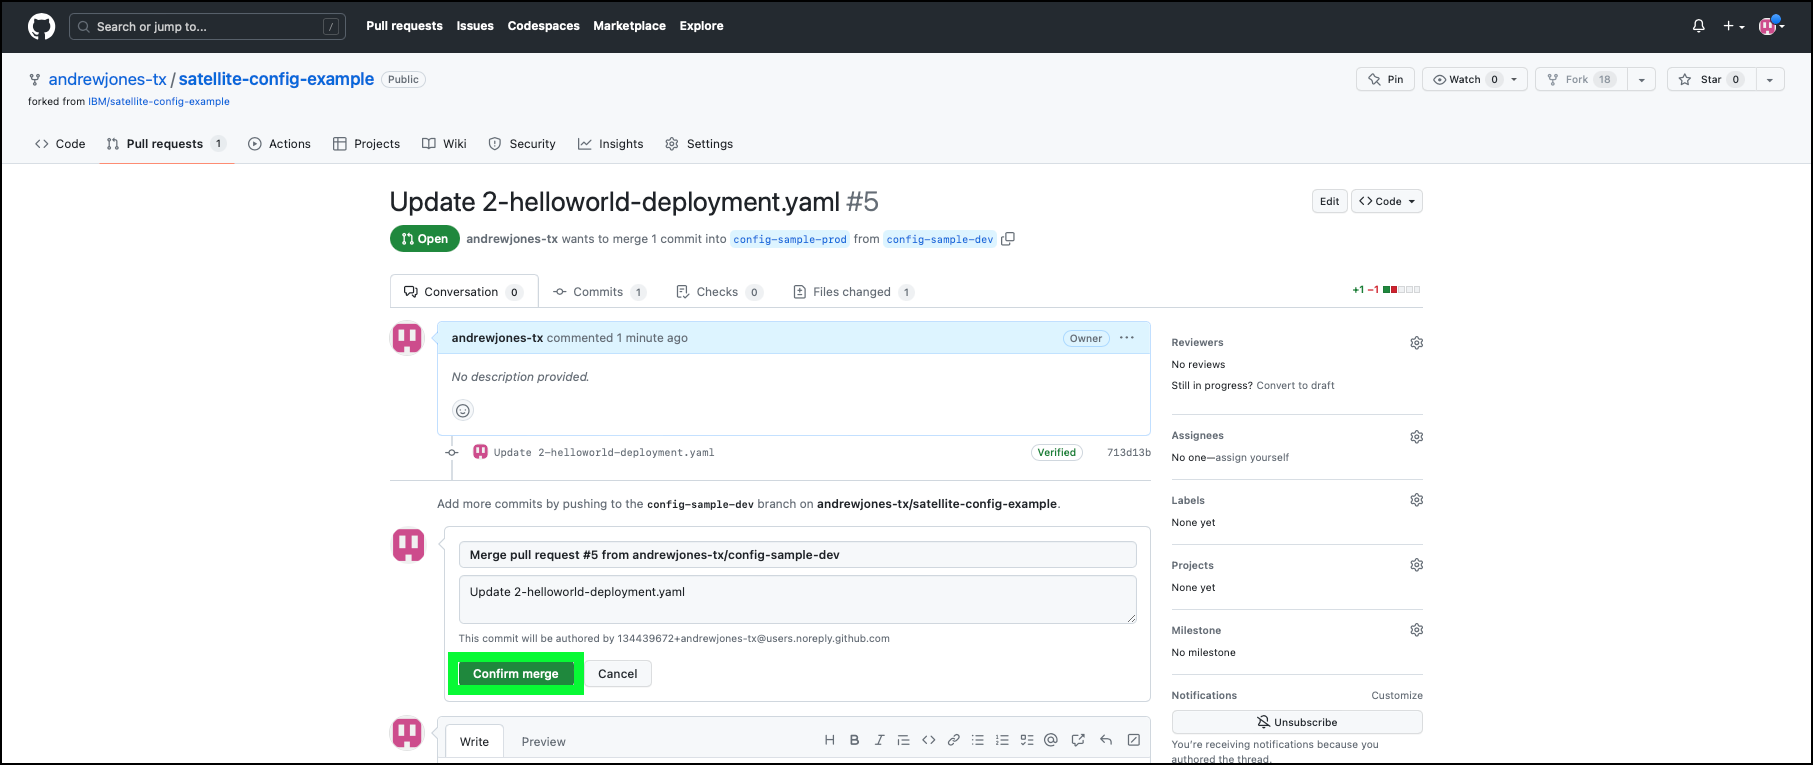 Search or jump to... /
Pull requests Issues Codespaces Marketplace Explore
andrewjones-tx / satellite-config-example Public
Pin Watch 0 Fork 18 Star 0
forked from IBM/satellite-config-example
Code Pull requests 1 Actions Projects Wiki Security Insights Settings
Update 2-helloworld-deployment.yaml #5
Edit Code
Open andrewjones-tx wants to merge 1 commit into config-sample-prod from config-sample-dev
Conversation 0 Commits 1 Checks 0 Files changed 1
+1 −1
andrewjones-tx commented 1 minute ago Owner ...
No description provided.
Update 2-helloworld-deployment.yaml Verified 713d13b
Add more commits by pushing to the config-sample-dev branch on andrewjones-tx/satellite-config-example.
Merge pull request #5 from andrewjones-tx/config-sample-dev
Update 2-helloworld-deployment.yaml
This commit will be authored by 134439672+andrewjones-tx@users.noreply.github.com
Confirm merge Cancel
Write Preview
Reviewers
No reviews
Still in progress? Convert to draft
Assignees
No one—assign yourself
Labels
None yet
Projects
None yet
Milestone
No milestone
Notifications Customize
Unsubscribe
You're receiving notifications because you
authored the thread.